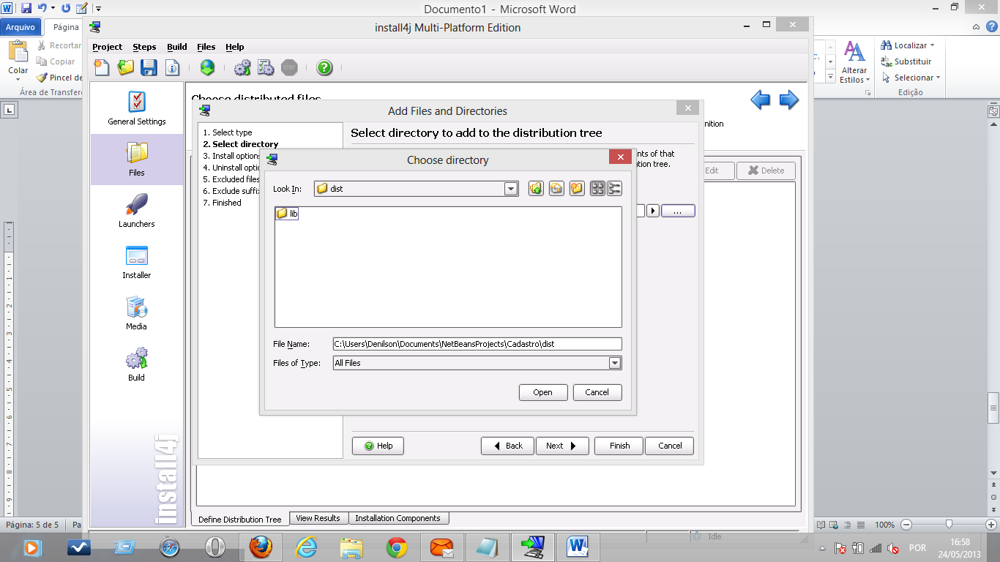 Documento1 - Microsoft Word
Arquivo
Página
install4j Multi-Platform Edition
Project Steps Build Files Help
Recortar
Copiar
Pincel de
Colar
Área de Transfer
Localizar
Substituir
Selecionar
Alterar
Estilos
Edição
STOP
General Settings
Files
Launchers
Installer
Media
Build
install4j
Choose distributed files
nition
Edit
Delete
Add Files and Directories
1. Select type
2. Select directory
3. Install options
4. Uninstall optio
5. Excluded files
6. Exclude suffix
7. Finished
Select directory to add to the distribution tree
nts of that
ution tree.
...
Choose directory
Look In:
dist
lib
File Name:
C:\Users\Denilson\Documents\NetBeansProjects\Cadastro\dist
Files of Type:
All Files
Open
Cancel
Help
Back
Next
Finish
Cancel
Define Distribution Tree
View Results
Installation Components
Idle
Página: 5 de 5
Pa
100%
POR
16:58
24/05/2013